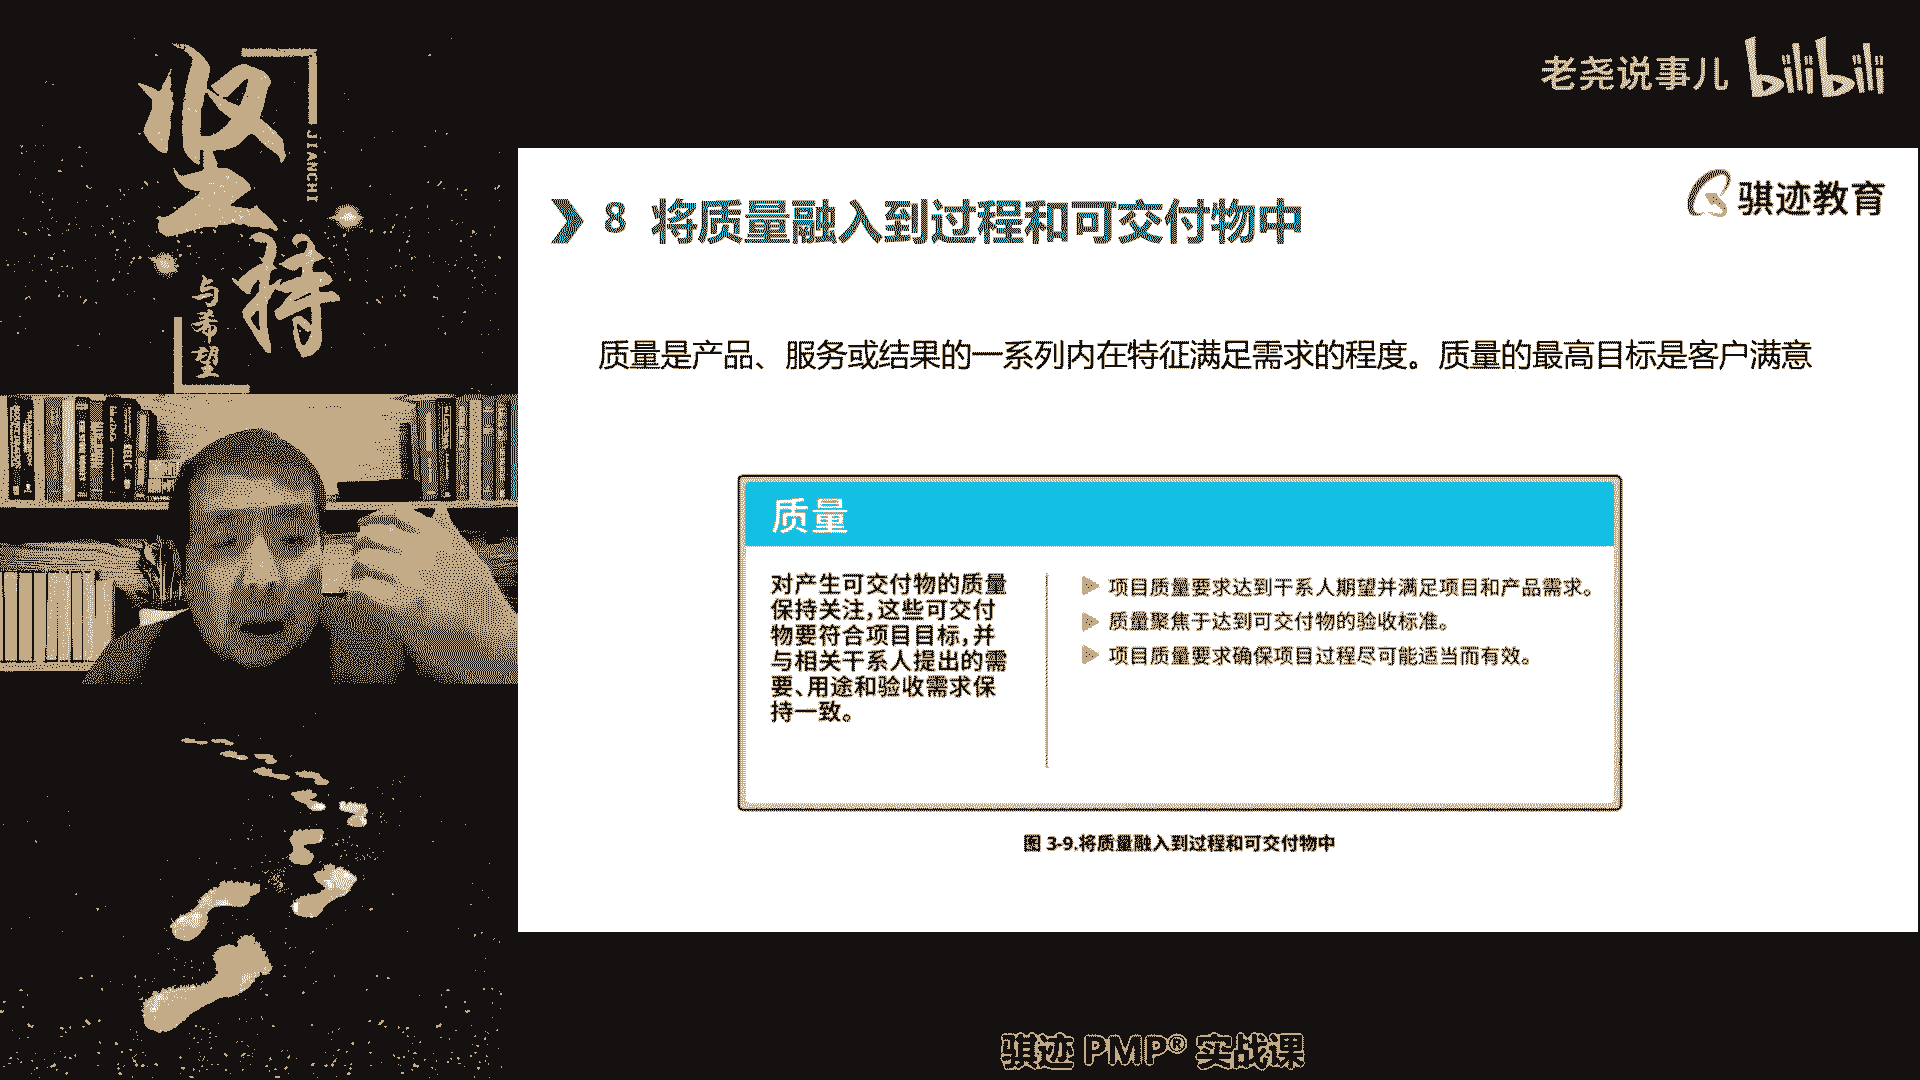 坚持
JIANCHI
与希望
老尧说事儿 bilibili
骐迹教育
8 将质量融入到过程和可交付物中
质量是产品、服务或结果的一系列内在特征满足需求的程度。质量的最高目标是客户满意
质量
对产生可交付物的质量
保持关注,这些可交付
物要符合项目目标,并
与相关干系人提出的需
要、用途和验收需求保
持一致。
项目质量要求达到干系人期望并满足项目和产品需求。
质量聚焦于达到可交付物的验收标准。
项目质量要求确保项目过程尽可能适当而有效。
图 3-9.将质量融入到过程和可交付物中
骐迹 PMP® 实战课